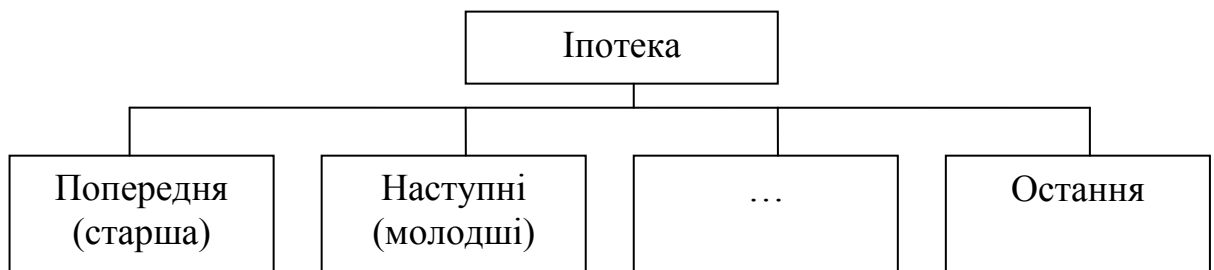 Іпотека
Попередня
(старша)
Наступні
(молодші)
…
Остання